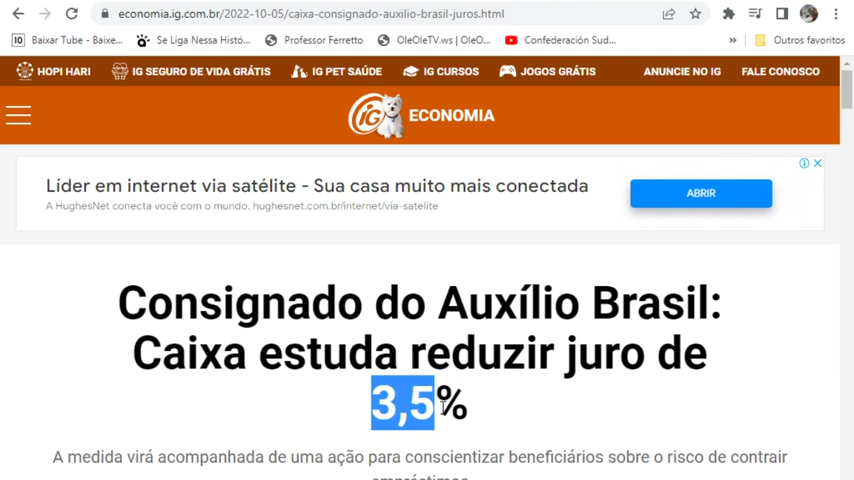 economia.ig.com.br/2022-10-05/caixa-consignado-auxilio-brasil-juros.html
10 Baixar Tube - Baixe... Se Liga Nessa Histó... Professor Ferretto OleOleTV.ws | OleO... Confederación Sud... » Outros favoritos
HOPI HARI IG SEGURO DE VIDA GRÁTIS IG PET SAÚDE IG CURSOS JOGOS GRÁTIS ANUNCIE NO IG FALE CONOSCO
iG ECONOMIA
Líder em internet via satélite - Sua casa muito mais conectada
A HughesNet conecta você com o mundo. hughesnet.com.br/internet/via-satelite
ABRIR
Consignado do Auxílio Brasil:
Caixa estuda reduzir juro de
3,5%
A medida virá acompanhada de uma ação para conscientizar beneficiários sobre o risco de contrair
empréstimos